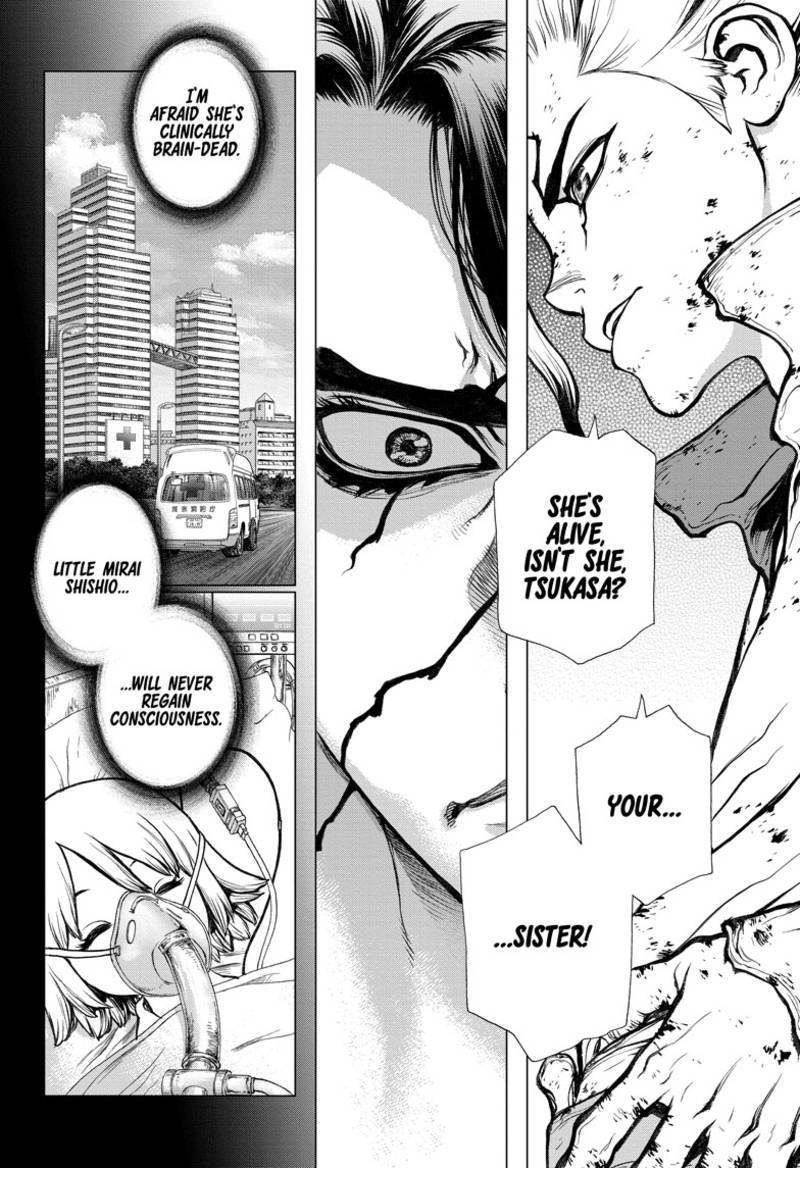 SHE'S
ALIVE,
ISN'T SHE,
TSUKASA?
YOUR...
...SISTER!
I'M
AFRAID SHE'S
CLINICALLY
BRAIN-DEAD.
LITTLE MIRAI
SHISHIO...
...WILL NEVER
REGAIN
CONSCIOUSNESS.